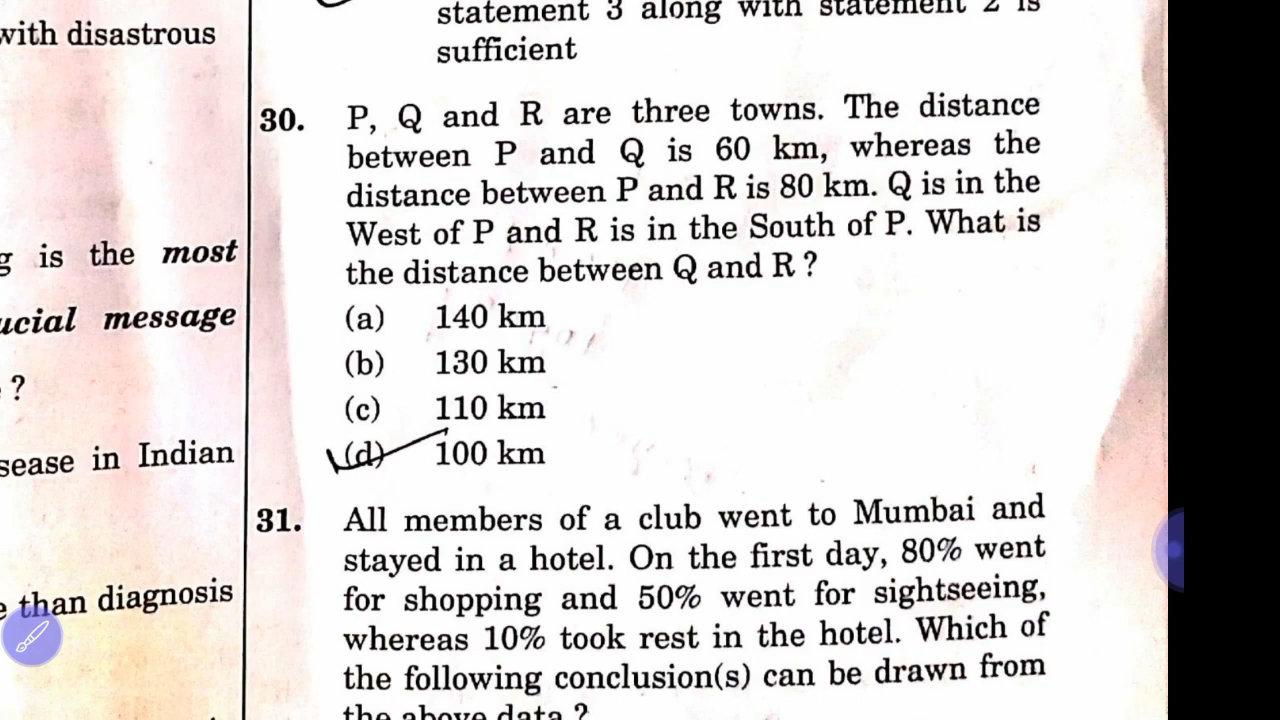 with disastrous
g is the most
ucial message
?
sease in Indian
e than diagnosis
statement 3 along with statement 2 is
sufficient
30. P, Q and R are three towns. The distance
between P and Q is 60 km, whereas the
distance between P and R is 80 km. Q is in the
West of P and R is in the South of P. What is
the distance between Q and R ?
(a) 140 km
(b) 130 km
(c) 110 km
(d) 100 km
31. All members of a club went to Mumbai and
stayed in a hotel. On the first day, 80% went
for shopping and 50% went for sightseeing,
whereas 10% took rest in the hotel. Which of
the following conclusion(s) can be drawn from
the above data ?